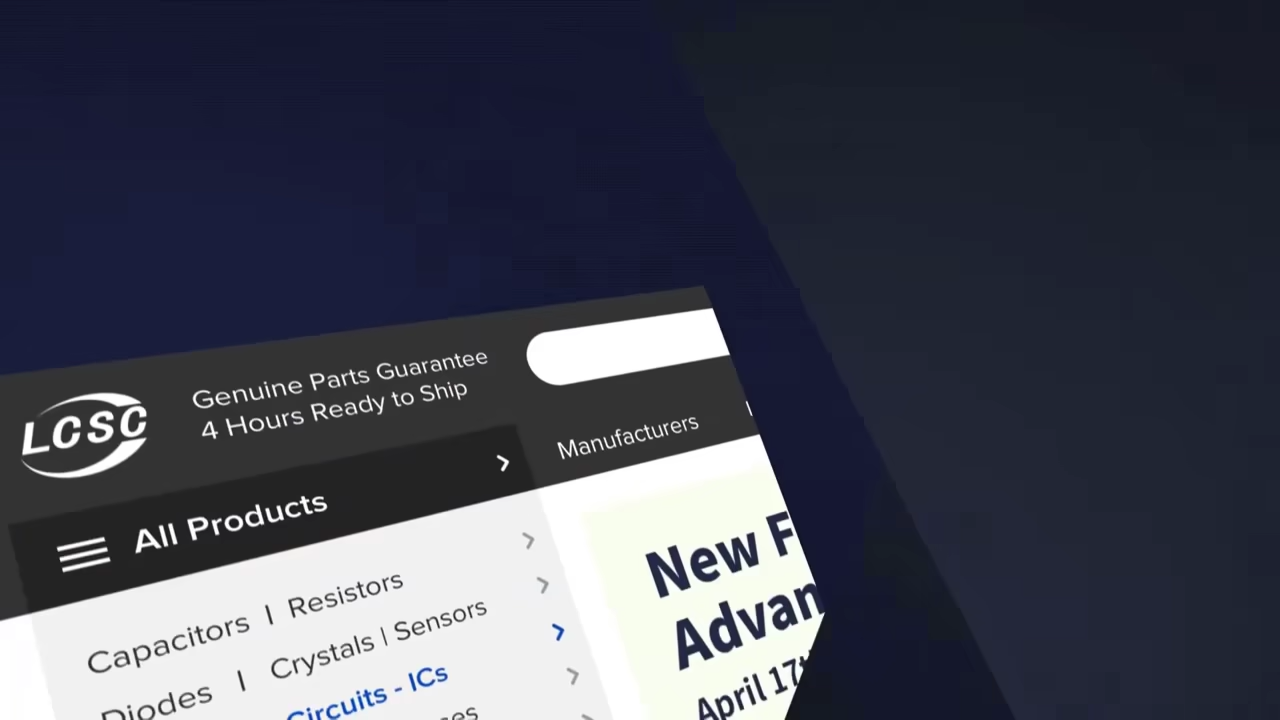 LCSC
Genuine Parts Guarantee
4 Hours Ready to Ship
Manufacturers
All Products
Capacitors | Resistors
Diodes | Crystals | Sensors
Circuits - ICs
New
Advan
April 17